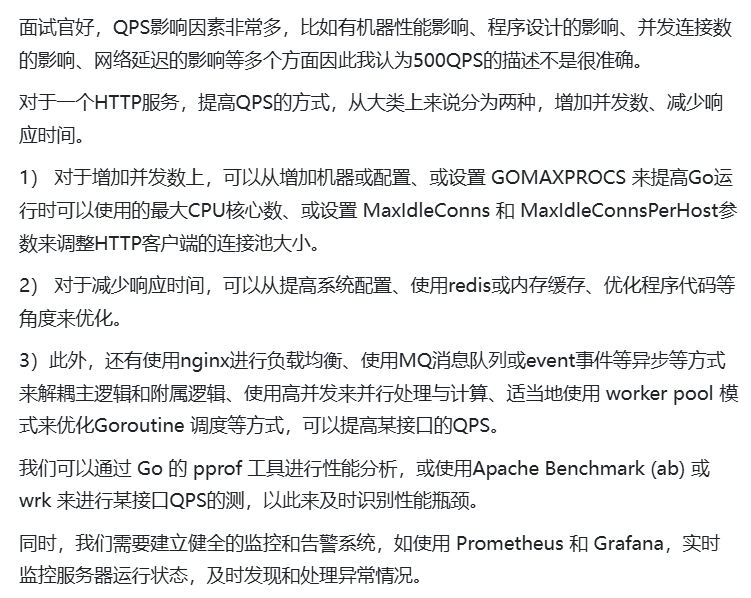 面试官好，QPS影响因素非常多，比如有机器性能影响、程序设计的影响、并发连接数
的影响、网络延迟的影响等多个方面因此我认为500QPS的描述不是很准确。
对于一个HTTP服务，提高QPS的方式，从大类上来说分为两种，增加并发数、减少响
应时间。
1） 对于增加并发数上，可以从增加机器或配置、或设置 GOMAXPROCS 来提高Go运
行时可以使用的最大CPU核心数、或设置 MaxIdleConns 和 MaxIdleConnsPerHost参
数来调整HTTP客户端的连接池大小。
2） 对于减少响应时间，可以从提高系统配置、使用redis或内存缓存、优化程序代码等
角度来优化。
3）此外，还有使用nginx进行负载均衡、使用MQ消息队列或event事件等异步等方式
来解耦主逻辑和附属逻辑、使用高并发来并行处理与计算、适当地使用 worker pool 模
式来优化Goroutine 调度等方式，可以提高某接口的QPS。
我们可以通过 Go 的 pprof 工具进行性能分析，或使用Apache Benchmark (ab) 或
wrk 来进行某接口QPS的测，以此来及时识别性能瓶颈。
同时，我们需要建立健全的监控和告警系统，如使用 Prometheus 和 Grafana，实时
监控服务器运行状态，及时发现和处理异常情况。